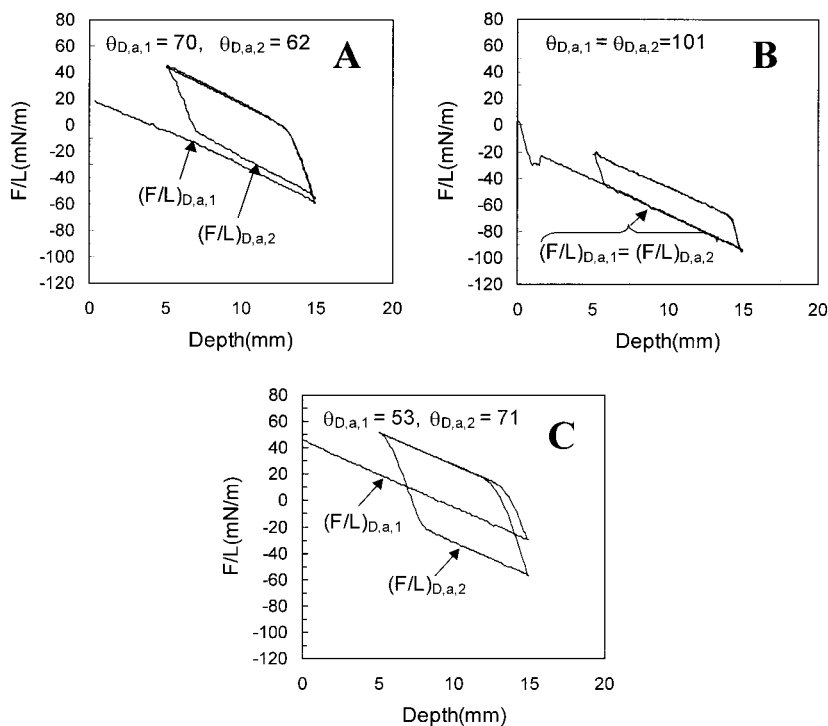 θD,a,1 = 70, θD,a,2 = 62
A
80
60
40
20
0
-20
-40
-60
-80
-100
-120
F/L(mN/m)
(F/L)D,a,1
(F/L)D,a,2
0 5 10 15 20
Depth(mm)
θD,a,1 = θD,a,2=101
B
80
60
40
20
0
-20
-40
-60
-80
-100
-120
F/L(mN/m)
(F/L)D,a,1= (F/L)D,a,2
0 5 10 15 20
Depth(mm)
θD,a,1 = 53, θD,a,2 = 71
C
80
60
40
20
0
-20
-40
-60
-80
-100
-120
F/L(mN/m)
(F/L)D,a,1
(F/L)D,a,2
0 5 10 15 20
Depth(mm)